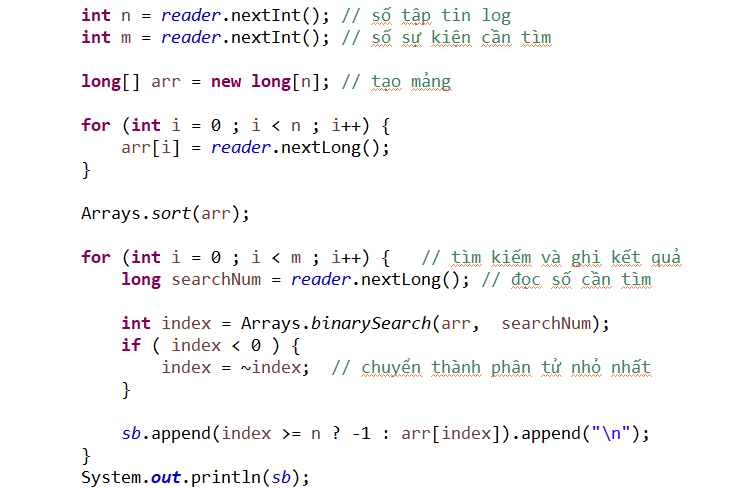 int n = reader.nextInt(); // số tập tin log
int m = reader.nextInt(); // số sự kiện cần tìm
long[] arr = new long[n]; // tạo mảng
for (int i = 0 ; i < n ; i++) {
arr[i] = reader.nextLong();
}
Arrays.sort(arr);
for (int i = 0 ; i < m ; i++) {   // tìm kiếm và ghi kết quả
long searchNum = reader.nextLong(); // đọc số cần tìm
int index = Arrays.binarySearch(arr,  searchNum);
if ( index < 0 ) {
index = ~index;  // chuyển thành phân tử nhỏ nhất
}
sb.append(index >= n ? -1 : arr[index]).append("\n");
}
System.out.println(sb);